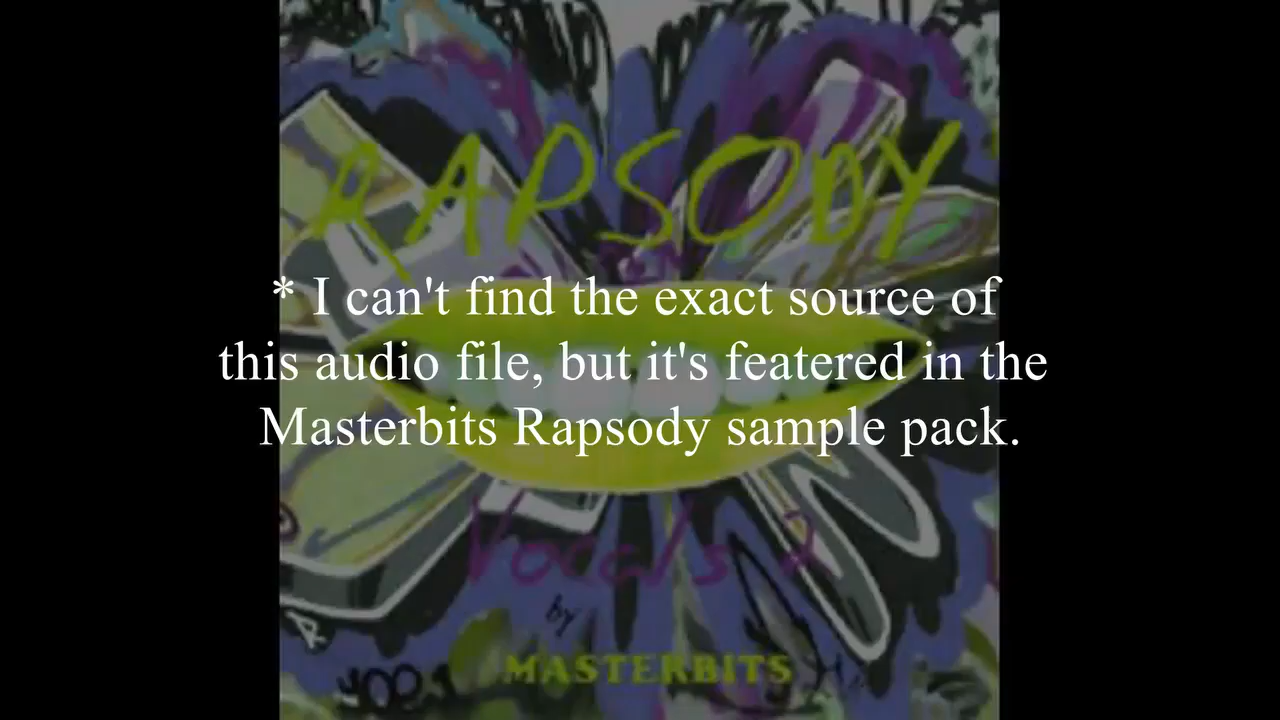 RAPSODY
* I can't find the exact source of
this audio file, but it's featered in the
Masterbits Rapsody sample pack.
Vocals 2
by
MASTERBITS